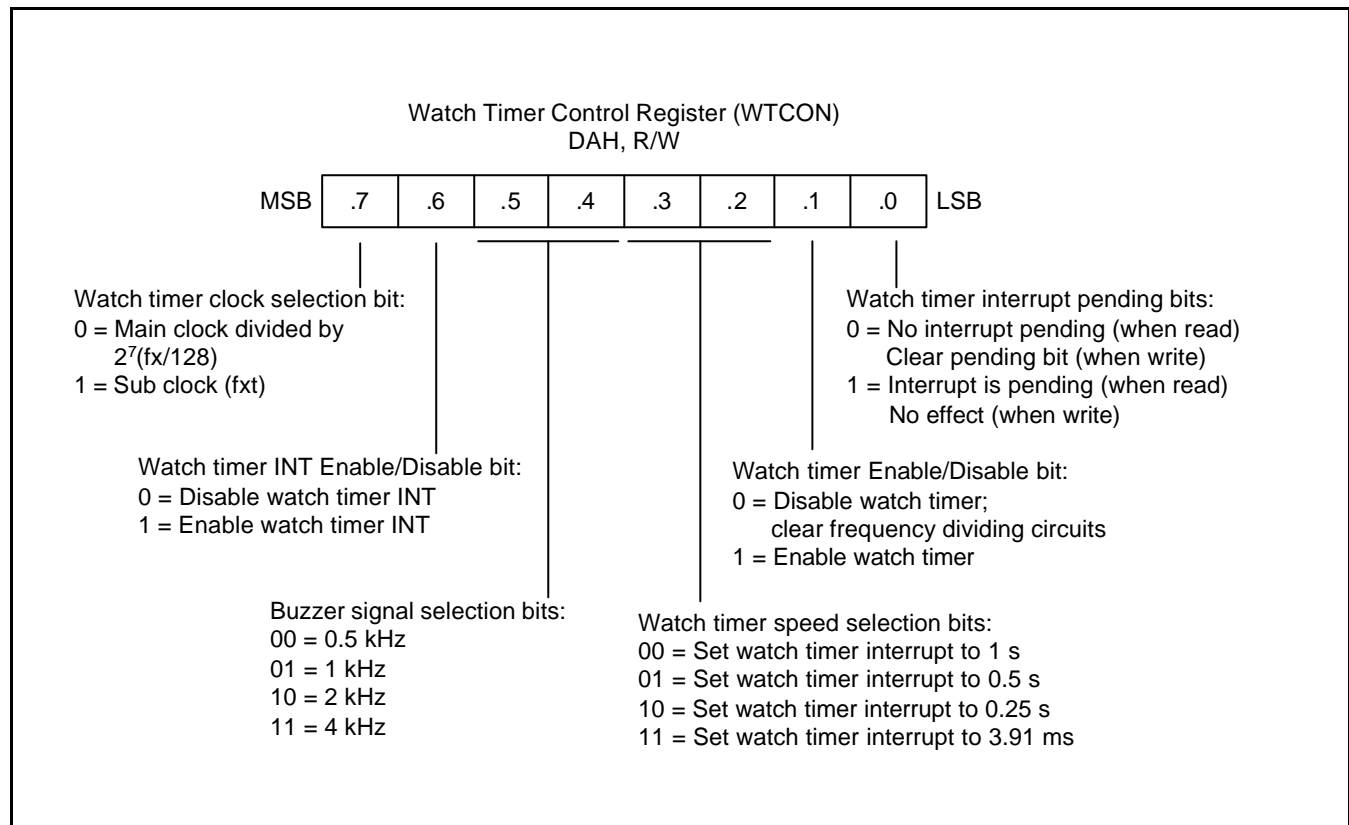 Watch Timer Control Register (WTCON)
DAH, R/W
MSB .7 .6 .5 .4 .3 .2 .1 .0 LSB
Watch timer clock selection bit:
0 = Main clock divided by
2⁷(fx/128)
1 = Sub clock (fxt)
Watch timer interrupt pending bits:
0 = No interrupt pending (when read)
Clear pending bit (when write)
1 = Interrupt is pending (when read)
No effect (when write)
Watch timer INT Enable/Disable bit:
0 = Disable watch timer INT
1 = Enable watch timer INT
Watch timer Enable/Disable bit:
0 = Disable watch timer;
clear frequency dividing circuits
1 = Enable watch timer
Buzzer signal selection bits:
00 = 0.5 kHz
01 = 1 kHz
10 = 2 kHz
11 = 4 kHz
Watch timer speed selection bits:
00 = Set watch timer interrupt to 1 s
01 = Set watch timer interrupt to 0.5 s
10 = Set watch timer interrupt to 0.25 s
11 = Set watch timer interrupt to 3.91 ms